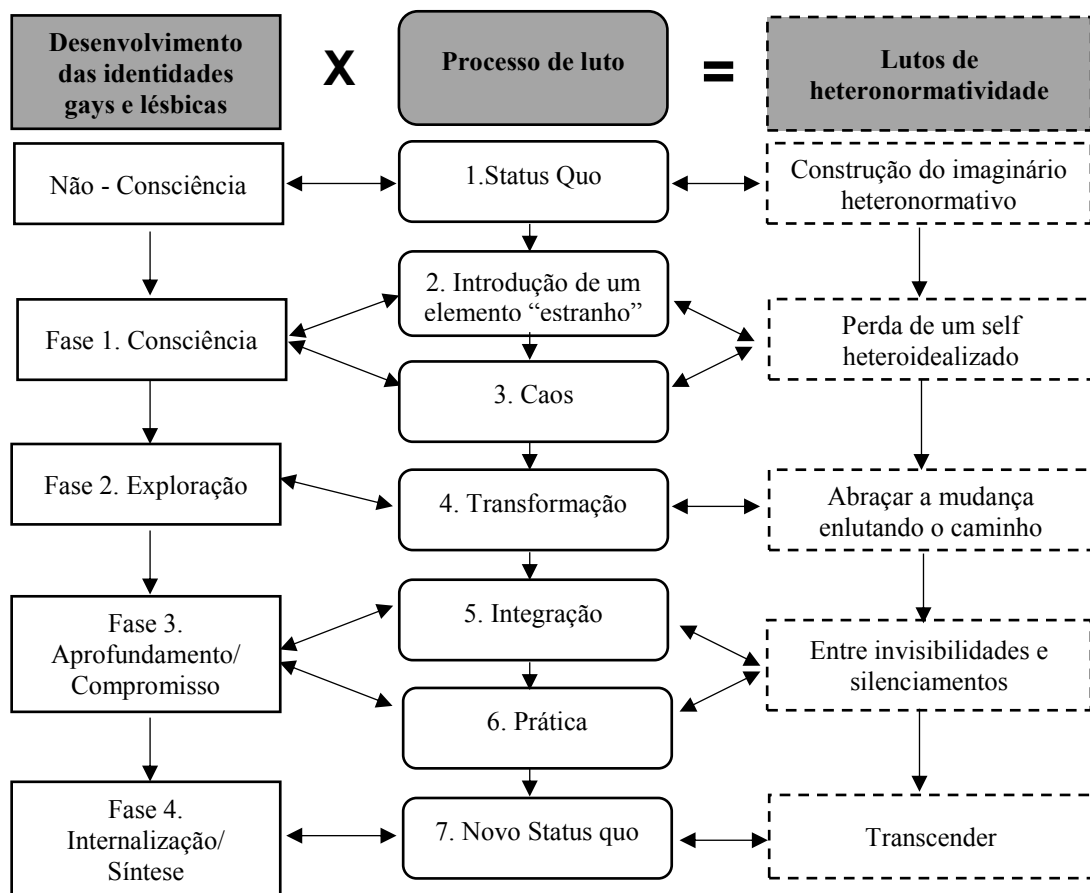 Desenvolvimento
das identidades
gays e lésbicas
X
Processo de luto
=
Lutos de
heteronormatividade
Não - Consciência
1.Status Quo
Construção do imaginário
heteronormativo
Fase 1. Consciência
2. Introdução de um
elemento “estranho”
3. Caos
Perda de um self
heteroidealizado
Fase 2. Exploração
4. Transformação
Abraçar a mudança
enlutando o caminho
Fase 3.
Aprofundamento/
Compromisso
5. Integração
6. Prática
Entre invisibilidades e
silenciamentos
Fase 4.
Internalização/
Síntese
7. Novo Status quo
Transcender